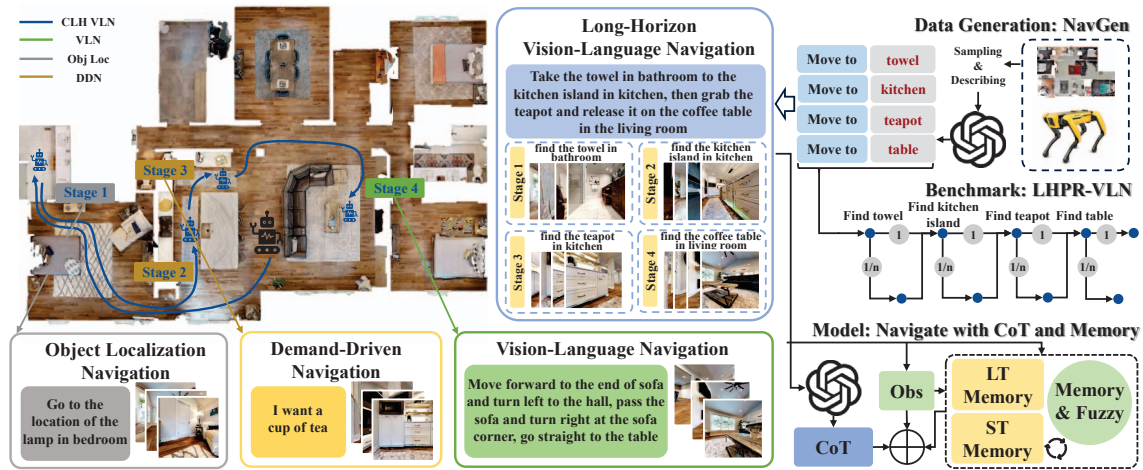 CLH VLN
VLN
Obj Loc
DDN
Stage 1
Stage 3
Stage 2
Stage 4
Long-Horizon
Vision-Language Navigation
Take the towel in bathroom to the
kitchen island in kitchen, then grab the
teapot and release it on the coffee table
in the living room
Stage 1
find the towel in
bathroom
Stage 2
find the kitchen
island in kitchen
Stage 3
find the teapot
in kitchen
Stage 4
find the coffee table
in living room
Data Generation: NavGen
Move to towel
Move to kitchen
Move to teapot
Move to table
Sampling
&
Describing
Benchmark: LHPR-VLN
Find towel
Find kitchen
island
Find teapot
Find table
1
1
1
1
1/n
1/n
1/n
1/n
Model: Navigate with CoT and Memory
CoT
Obs
LT
Memory
ST
Memory
Memory
& Fuzzy
Object Localization
Navigation
Go to the
location of the
lamp in bedroom
Demand-Driven
Navigation
I want a
cup of tea
Vision-Language Navigation
Move forward to the end of sofa
and turn left to the hall, pass the
sofa and turn right at the sofa
corner, go straight to the table